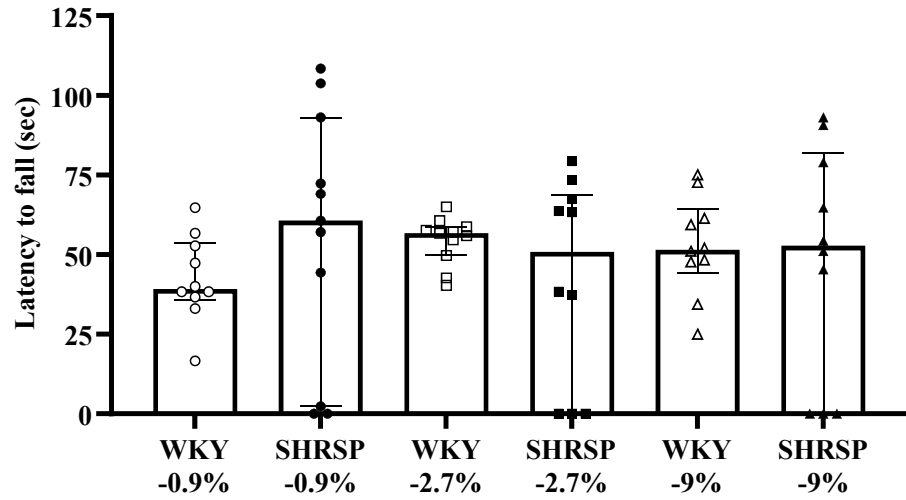 Latency to fall (sec)
125
100
75
50
25
0
WKY SHRSP WKY SHRSP WKY SHRSP
-0.9% -0.9% -2.7% -2.7% -9% -9%